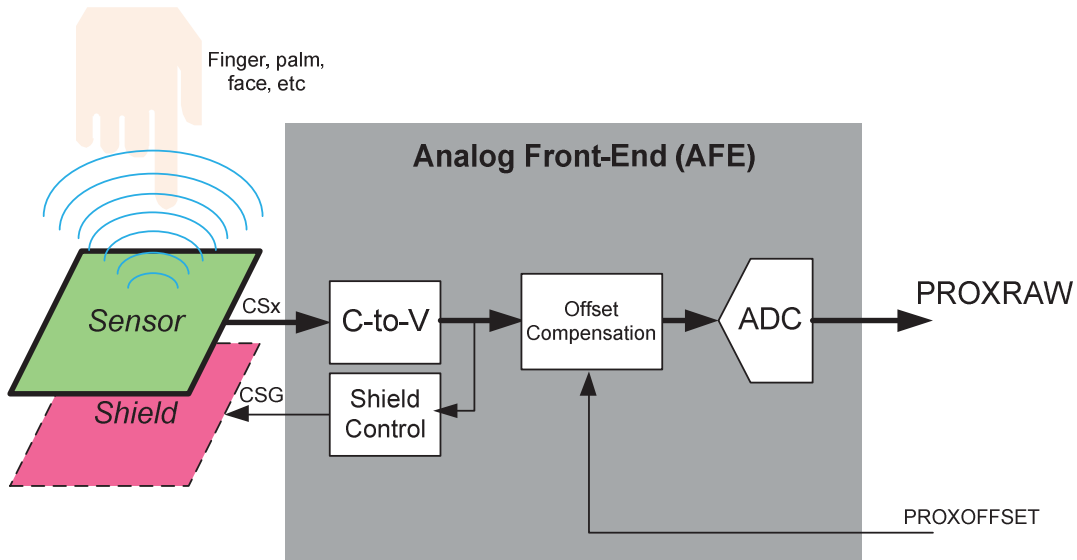 Finger, palm,
face, etc
Analog Front-End (AFE)
Sensor
CSx
C-to-V
Offset
Compensation
ADC
PROXRAW
Shield
CSG
Shield
Control
PROXOFFSET